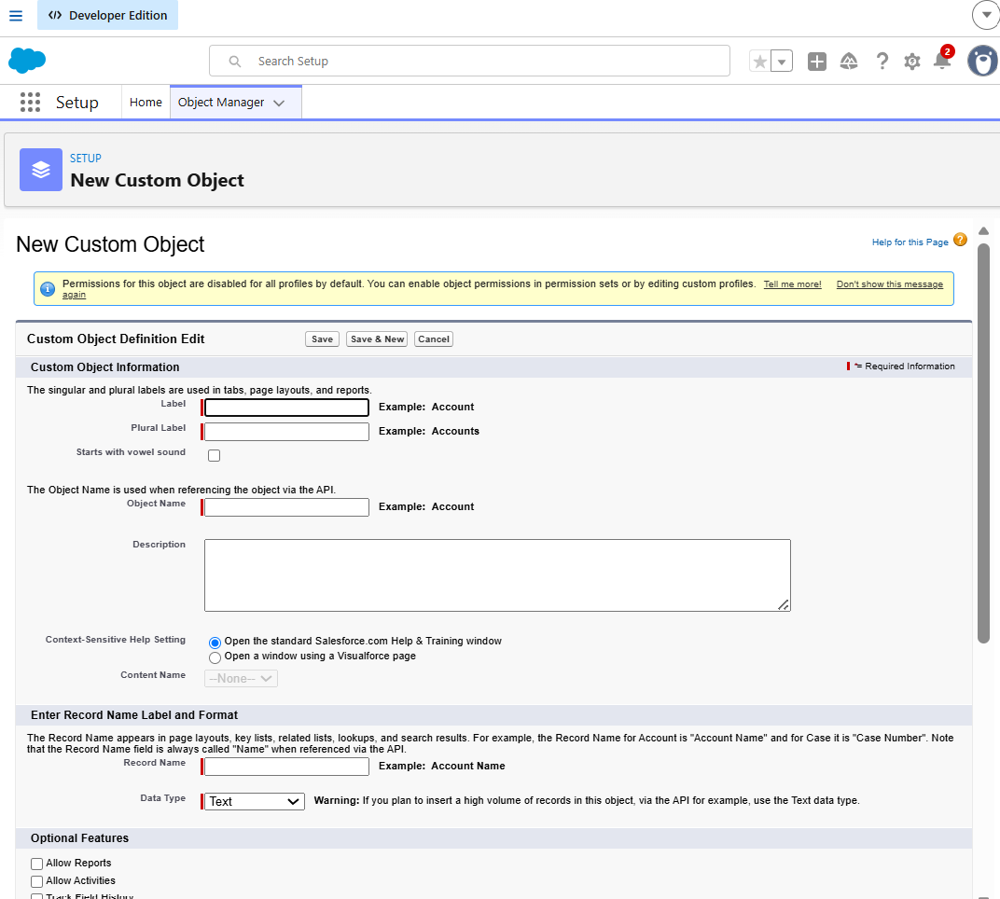 Developer Edition
Search Setup
2
Setup
Home
Object Manager
SETUP
New Custom Object
New Custom Object
Help for this Page
?
Permissions for this object are disabled for all profiles by default. You can enable object permissions in permission sets or by editing custom profiles. Tell me more! Don't show this message
again
Custom Object Definition Edit
Save
Save & New
Cancel
Custom Object Information
= Required Information
The singular and plural labels are used in tabs, page layouts, and reports.
Label
Example: Account
Plural Label
Example: Accounts
Starts with vowel sound
The Object Name is used when referencing the object via the API.
Object Name
Example: Account
Description
Context-Sensitive Help Setting
Open the standard Salesforce.com Help & Training window
Open a window using a Visualforce page
Content Name
--None--
Enter Record Name Label and Format
The Record Name appears in page layouts, key lists, related lists, lookups, and search results. For example, the Record Name for Account is "Account Name" and for Case it is "Case Number". Note
that the Record Name field is always called "Name" when referenced via the API.
Record Name
Example: Account Name
Data Type
Text
Warning: If you plan to insert a high volume of records in this object, via the API for example, use the Text data type.
Optional Features
Allow Reports
Allow Activities
Track Field History